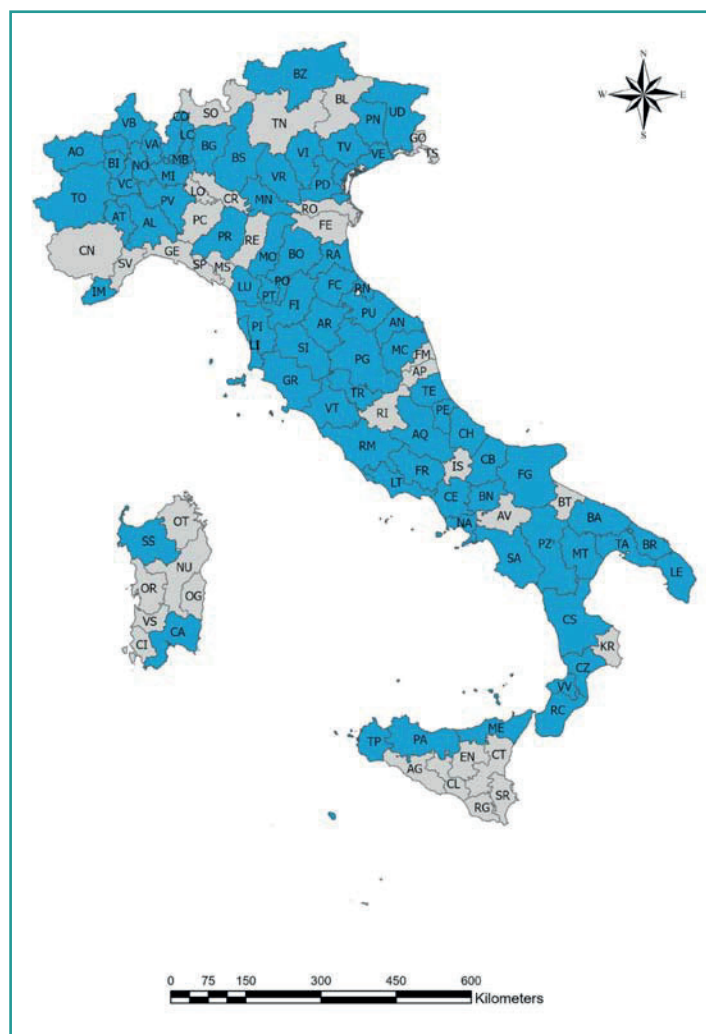 N
W E
S
BZ
SO
BL
TN
UD
PN
VB
CO
LC
GO
TS
AO
VA
BG
BI
NO
MB
BS
VI
TV
VE
MI
VC
VR
PD
LO
TO
PV
CR
MN
RO
AT
AL
PC
FE
PR
RE
CN
GE
MO
BO
RA
SV
SP
MS
PO
FC
RN
IM
LU
PT
FI
PU
PI
AR
AN
LI
SI
MC
FM
PG
AP
GR
TE
TR
VT
RI
PE
AQ
CH
RM
IS
CB
FR
FG
LT
CE
BN
BT
AV
BA
NA
OT
SS
PZ
MT
TA
BR
SA
NU
LE
OR
OG
VS
CA
CI
CS
KR
CZ
VV
RC
ME
TP
PA
EN
CT
AG
CL
SR
RG
0 75 150 300 450 600
Kilometers